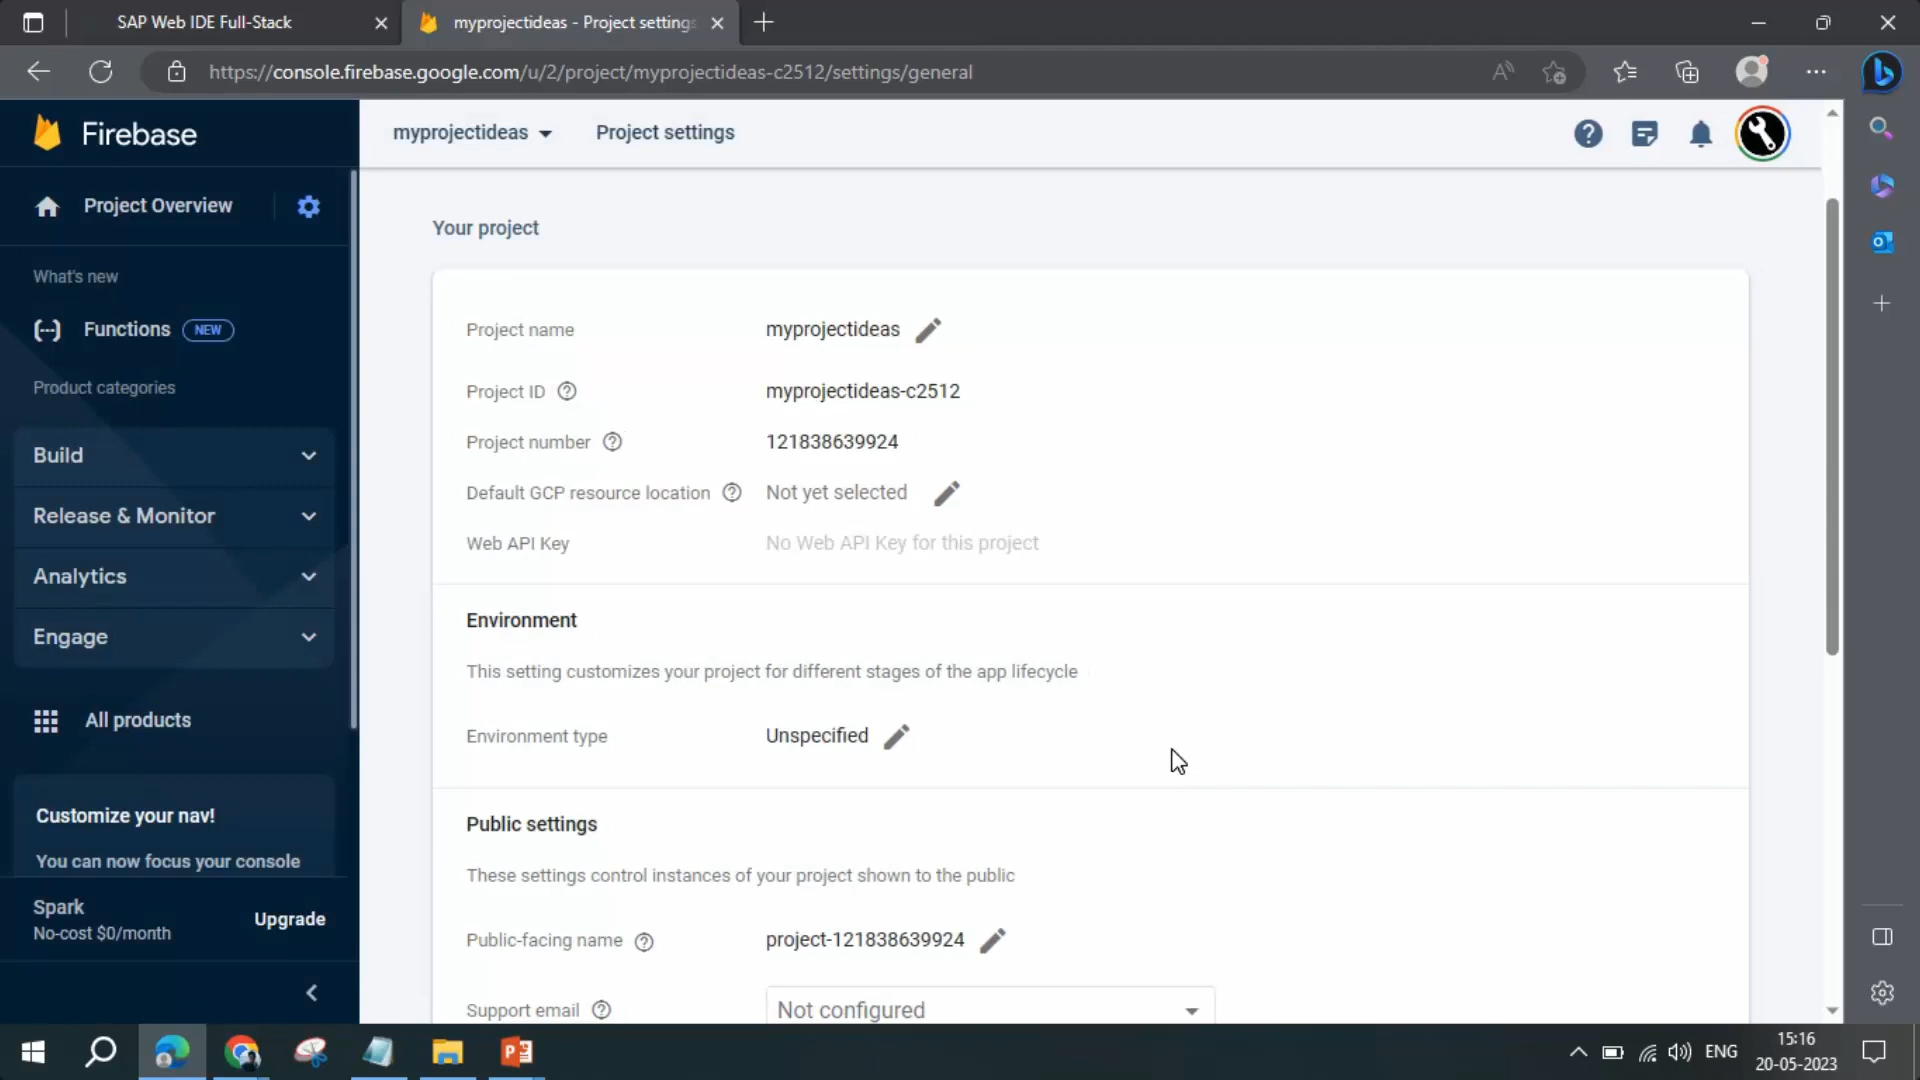 SAP Web IDE Full-Stack
myprojectideas - Project settings
https://console.firebase.google.com/u/2/project/myprojectideas-c2512/settings/general
Firebase
myprojectideas
Project settings
Project Overview
What's new
Functions NEW
Product categories
Build
Release & Monitor
Analytics
Engage
All products
Customize your nav!
You can now focus your console
Spark
No-cost $0/month
Upgrade
Your project
Project name myprojectideas
Project ID myprojectideas-c2512
Project number 121838639924
Default GCP resource location Not yet selected
Web API Key No Web API Key for this project
Environment
This setting customizes your project for different stages of the app lifecycle
Environment type Unspecified
Public settings
These settings control instances of your project shown to the public
Public-facing name project-121838639924
Support email Not configured
ENG
15:16
20-05-2023